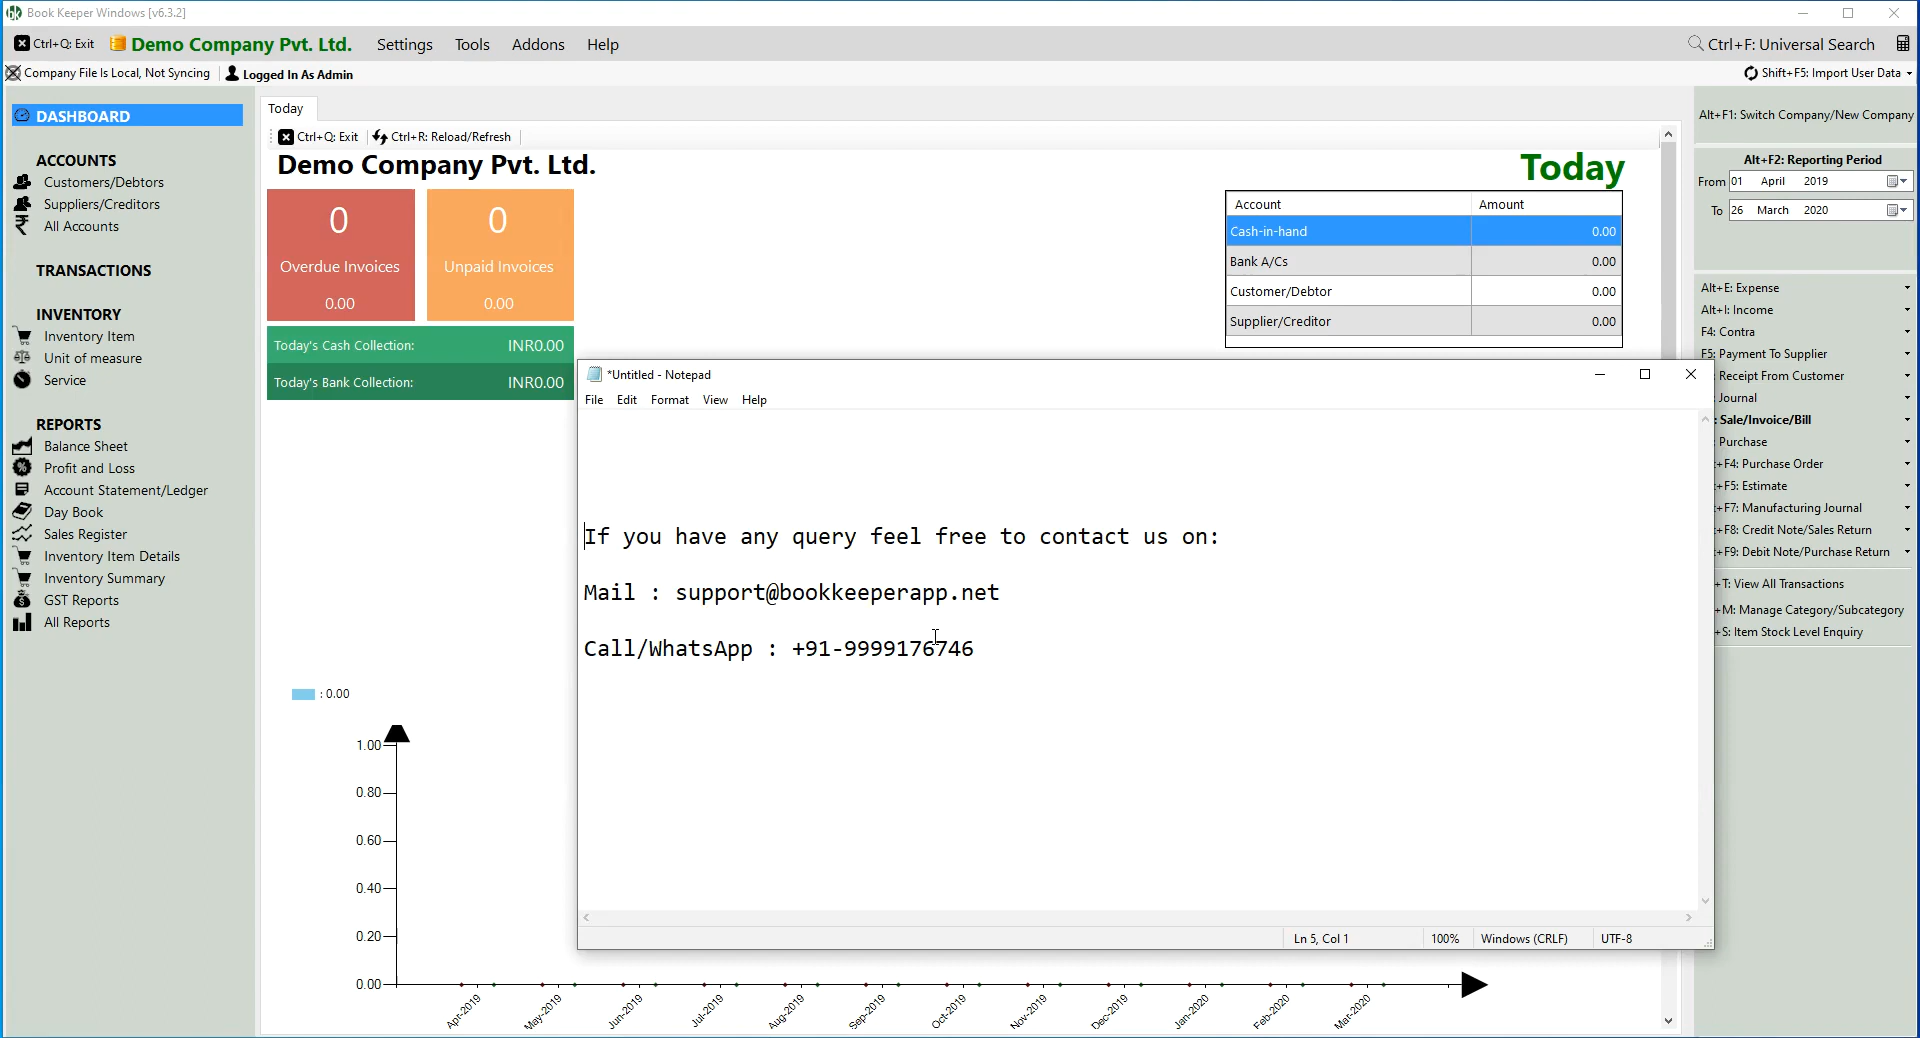 Book Keeper Windows [v6.3.2]
Ctrl+Q: Exit
Demo Company Pvt. Ltd.
Settings
Tools
Addons
Help
Ctrl+F: Universal Search
Company File Is Local, Not Syncing
Logged In As Admin
Shift+F5: Import User Data
DASHBOARD
ACCOUNTS
Customers/Debtors
Suppliers/Creditors
All Accounts
TRANSACTIONS
INVENTORY
Inventory Item
Unit of measure
Service
REPORTS
Balance Sheet
Profit and Loss
Account Statement/Ledger
Day Book
Sales Register
Inventory Item Details
Inventory Summary
GST Reports
All Reports
Today
Ctrl+Q: Exit
Ctrl+R: Reload/Refresh
Demo Company Pvt. Ltd.
Today
0
Overdue Invoices
0.00
0
Unpaid Invoices
0.00
Today's Cash Collection: INR0.00
Today's Bank Collection: INR0.00
Account Amount
Cash-in-hand 0.00
Bank A/Cs 0.00
Customer/Debtor 0.00
Supplier/Creditor 0.00
*Untitled - Notepad
File Edit Format View Help
If you have any query feel free to contact us on:
Mail : support@bookkeeperapp.net
Call/WhatsApp : +91-9999176746
Ln 5, Col 1
100%
Windows (CRLF)
UTF-8
: 0.00
1.00
0.80
0.60
0.40
0.20
0.00
Apr-2019
May-2019
Jun-2019
Jul-2019
Aug-2019
Sep-2019
Oct-2019
Nov-2019
Dec-2019
Jan-2020
Feb-2020
Mar-2020
Alt+F1: Switch Company/New Company
Alt+F2: Reporting Period
From 01 April 2019
To 26 March 2020
Alt+E: Expense
Alt+I: Income
F4: Contra
F5: Payment To Supplier
Receipt From Customer
Journal
: Sale/Invoice/Bill
: Purchase
+F4: Purchase Order
+F5: Estimate
+F7: Manufacturing Journal
+F8: Credit Note/Sales Return
+F9: Debit Note/Purchase Return
+T: View All Transactions
+M: Manage Category/Subcategory
+S: Item Stock Level Enquiry